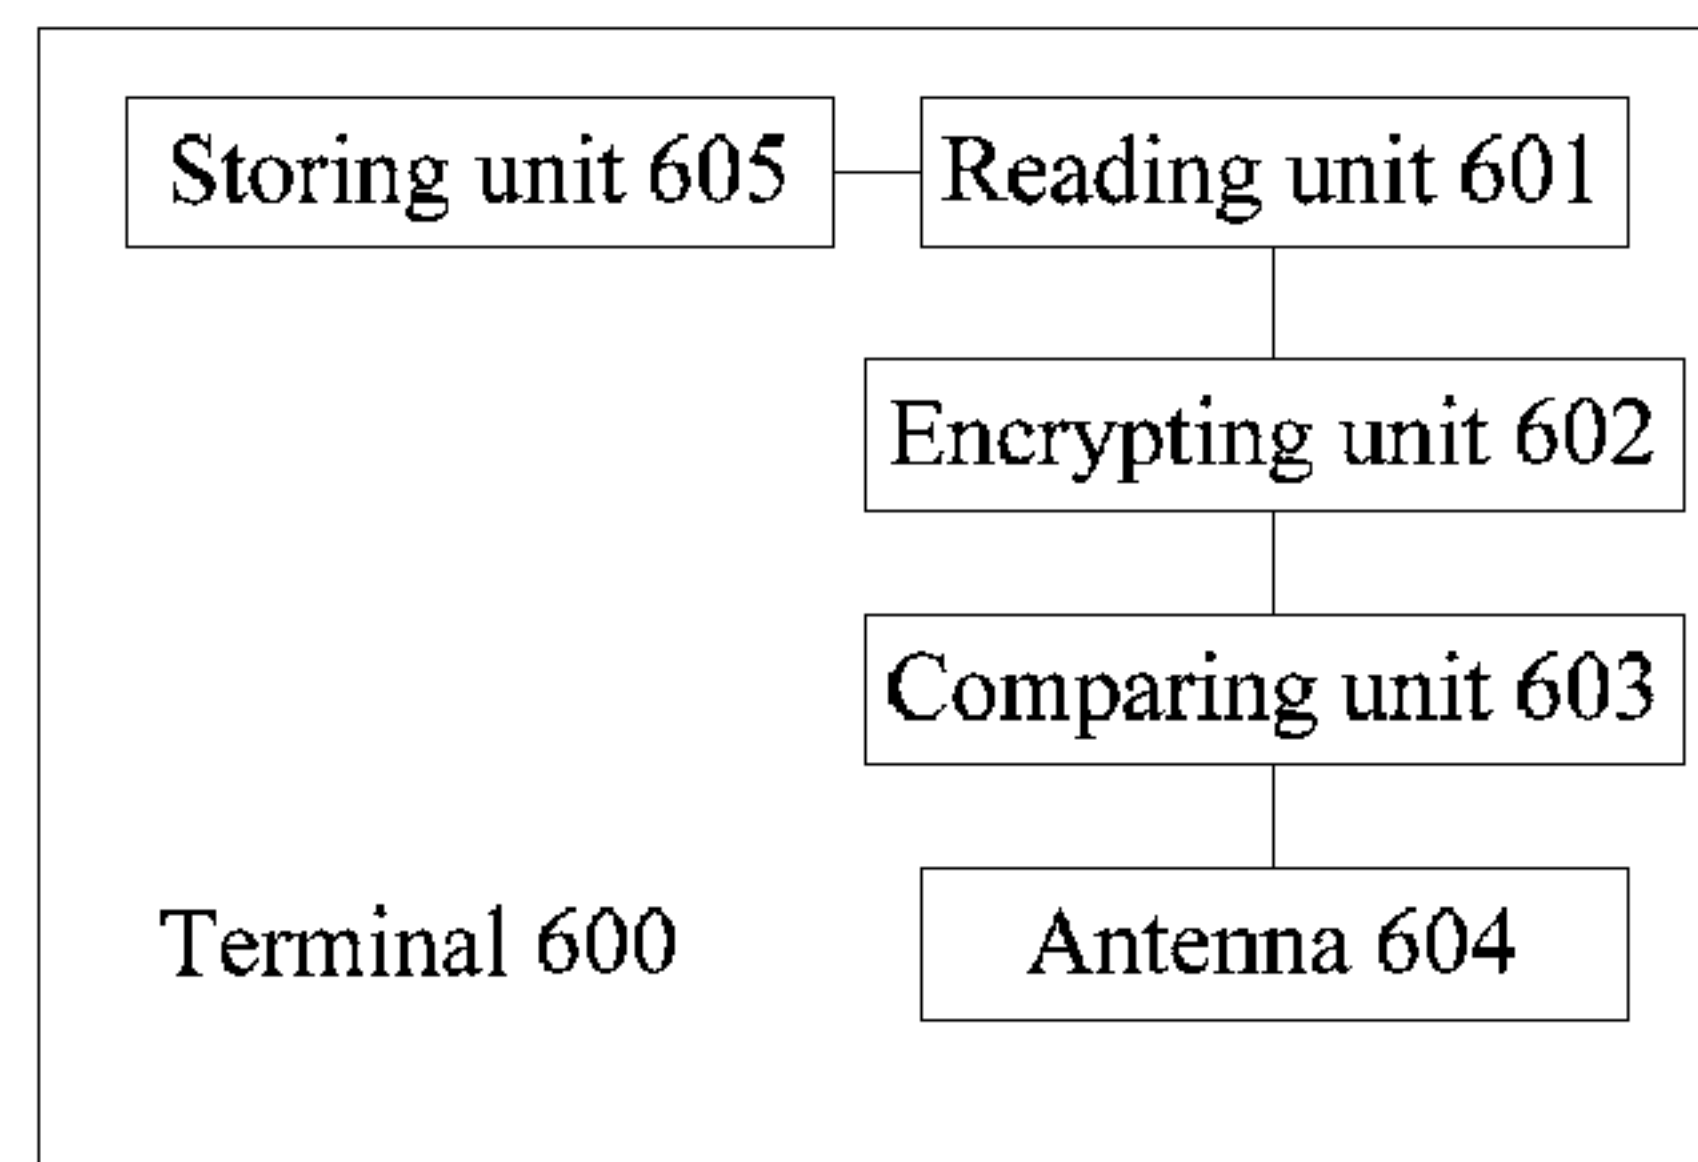 Storing unit 605
Reading unit 601
Encrypting unit 602
Comparing unit 603
Terminal 600
Antenna 604